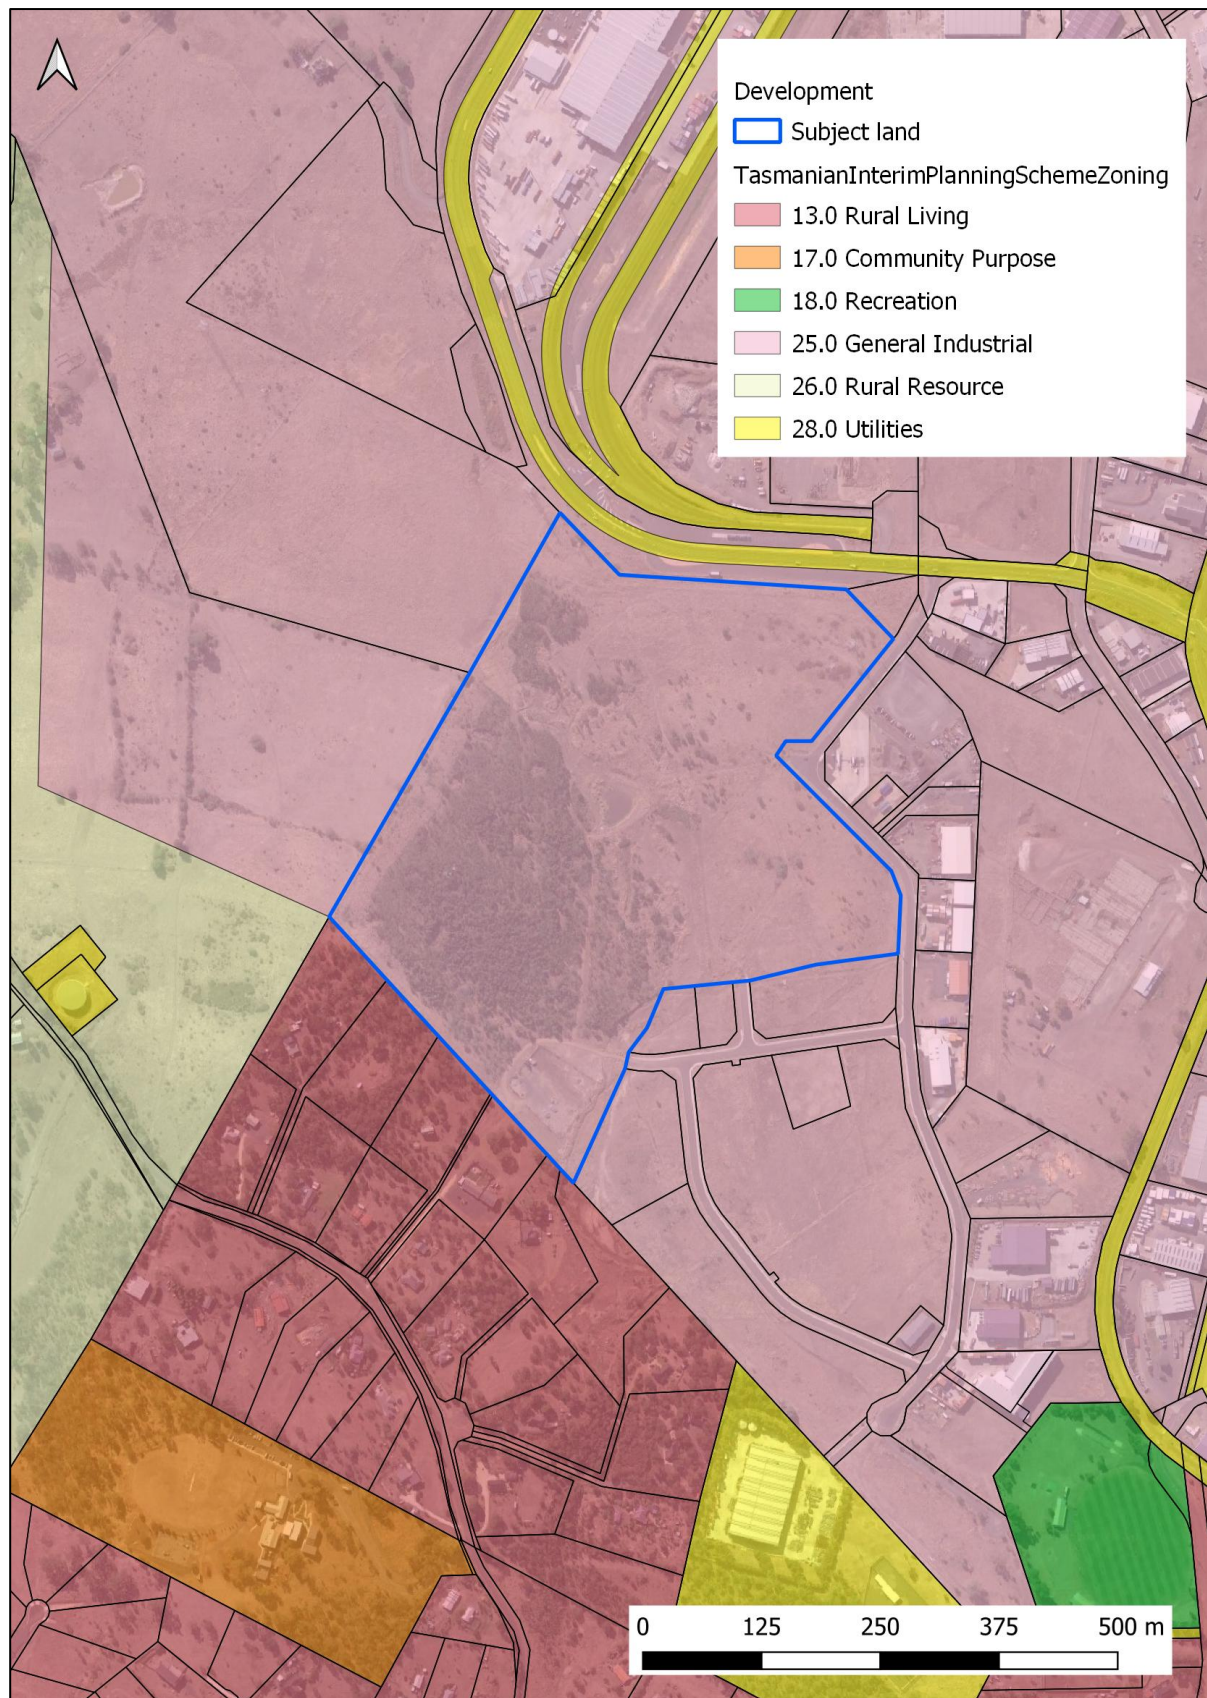 Development
Subject land
TasmanianInterimPlanningSchemeZoning
13.0 Rural Living
17.0 Community Purpose
18.0 Recreation
25.0 General Industrial
26.0 Rural Resource
28.0 Utilities
0 125 250 375 500 m